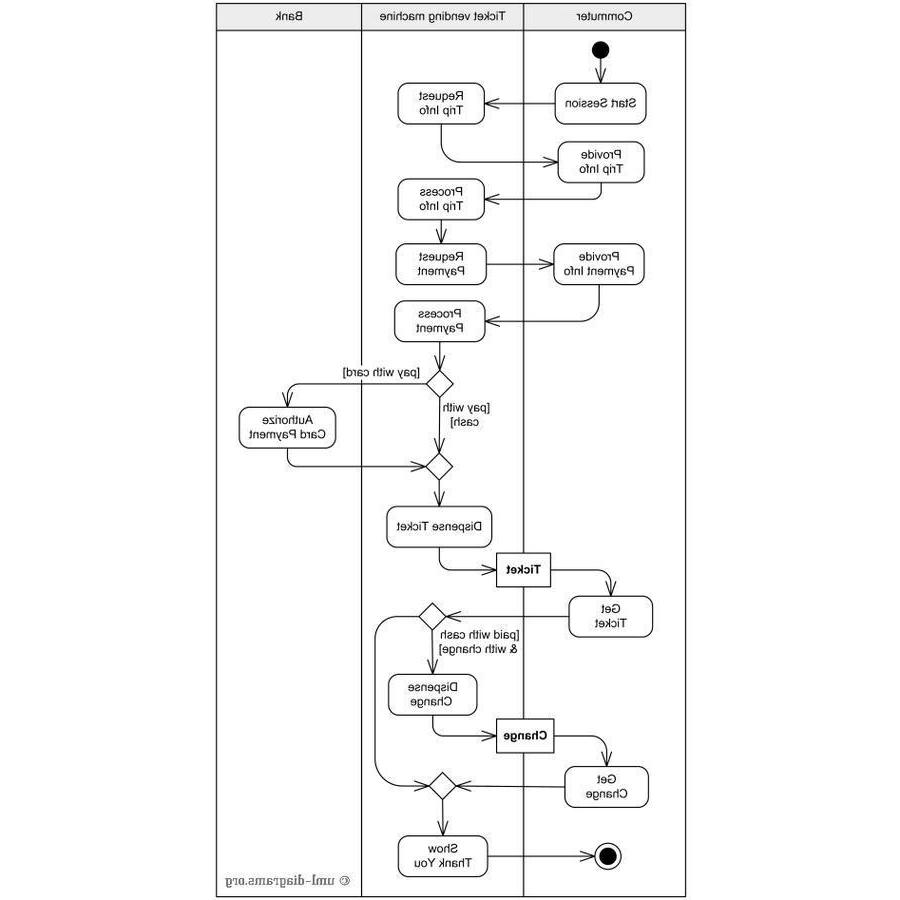 Commuter
Ticket vending machine
Bank
Start Session
Request
Trip Info
Provide
Trip Info
Process
Trip Info
Request
Payment
Provide
Payment Info
Process
Payment
[pay with card]
[pay with
cash]
Authorize
Card Payment
Dispense Ticket
Ticket
Get
Ticket
[paid with cash
& with change]
Dispense
Change
Change
Get
Change
Show
Thank You
© uml-diagrams.org